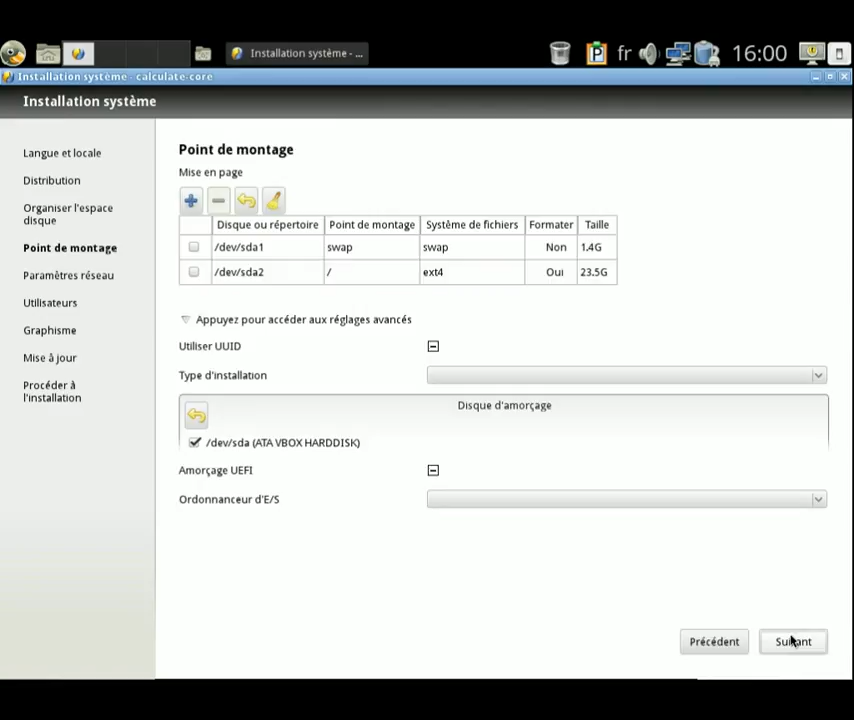 Installation système - ...
fr
16:00
Installation système - calculate-core
Installation système
Langue et locale
Distribution
Organiser l'espace
disque
Point de montage
Paramètres réseau
Utilisateurs
Graphisme
Mise à jour
Procéder à
l'installation
Point de montage
Mise en page
Disque ou répertoire Point de montage Système de fichiers Formater Taille
/dev/sda1 swap swap Non 1.4G
/dev/sda2 / ext4 Oui 23.5G
Appuyez pour accéder aux réglages avancés
Utiliser UUID
Type d'installation
Disque d'amorçage
/dev/sda (ATA VBOX HARDDISK)
Amorçage UEFI
Ordonnanceur d'E/S
Précédent
Suivant